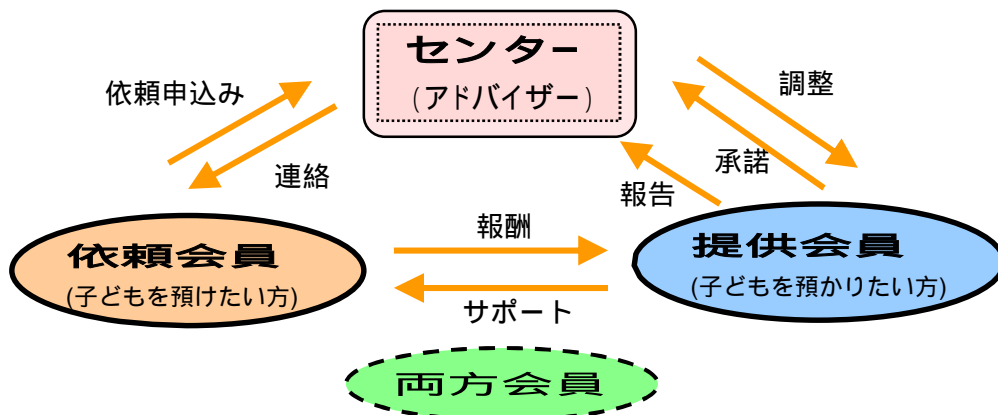 センター
(アドバイザー)
依頼申込み
調整
連絡
承諾
報告
報酬
依頼会員
(子どもを預けたい方)
提供会員
(子どもを預かりたい方)
サポート
両方会員